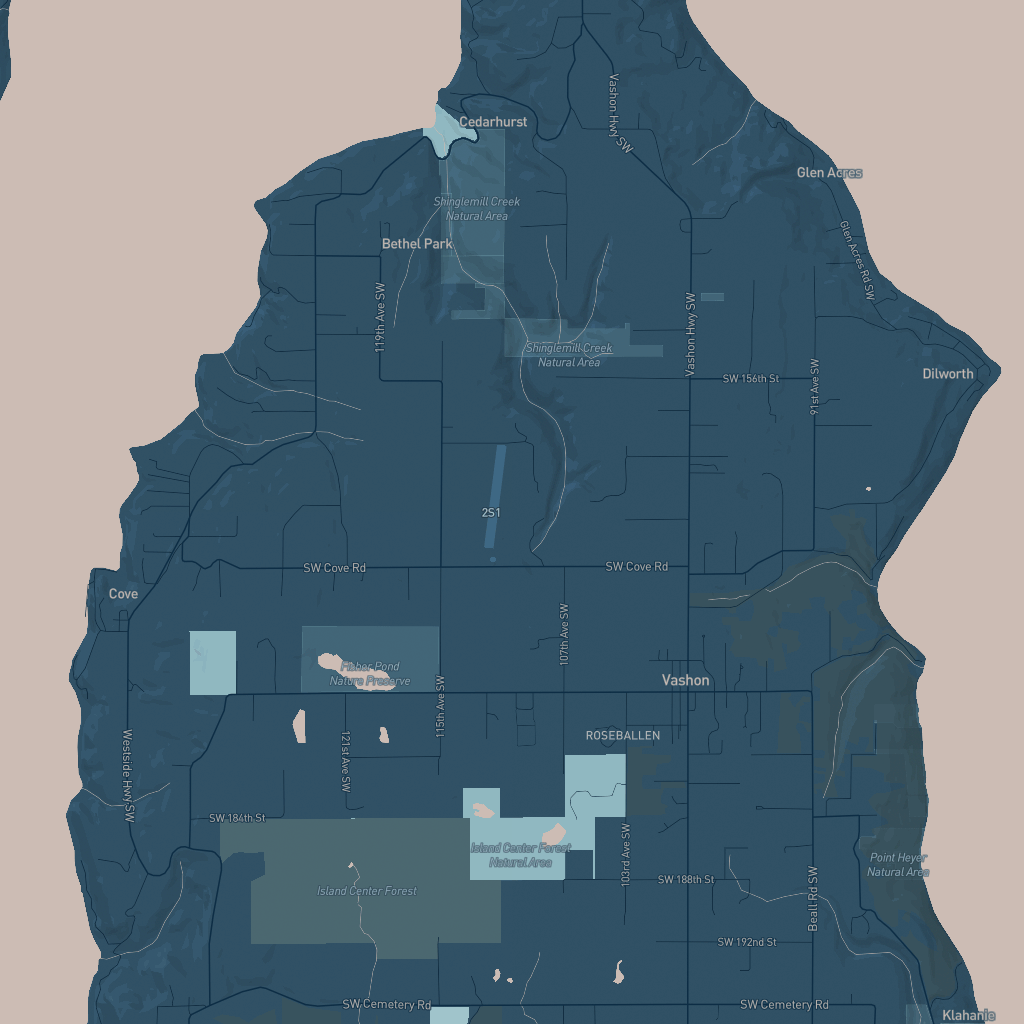 Vashon Hwy SW
Cedarhurst
Glen Acres
Shinglemill Creek
Natural Area
Bethel Park
Glen Acres Rd SW
119th Ave SW
Vashon Hwy SW
Shinglemill Creek
Natural Area
91st Ave SW
SW 156th St
Dilworth
2S1
SW Cove Rd
SW Cove Rd
Cove
107th Ave SW
Fisher Pond
Nature Preserve
Vashon
115th Ave SW
ROSEBALLEN
Westside Hwy SW
121st Ave SW
SW 184th St
103rd Ave SW
Island Center Forest
Natural Area
Point Heyer
Natural Area
Island Center Forest
SW 188th St
Beall Rd SW
SW 192nd St
SW Cemetery Rd
SW Cemetery Rd
Klahanie